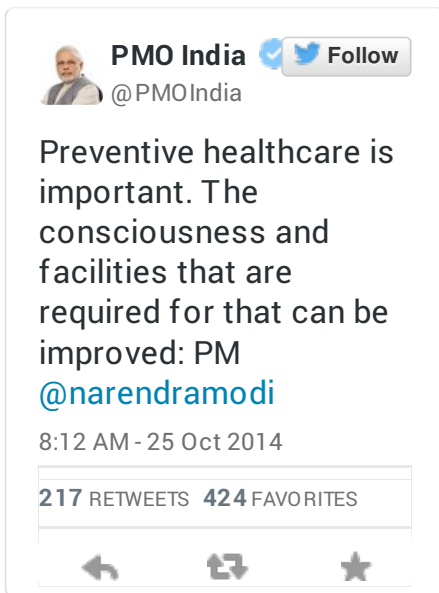 PMO India Follow
@PMOIndia
Preventive healthcare is
important. The
consciousness and
facilities that are
required for that can be
improved: PM
@narendramodi
8:12 AM - 25 Oct 2014
217 RETWEETS 424 FAVORITES